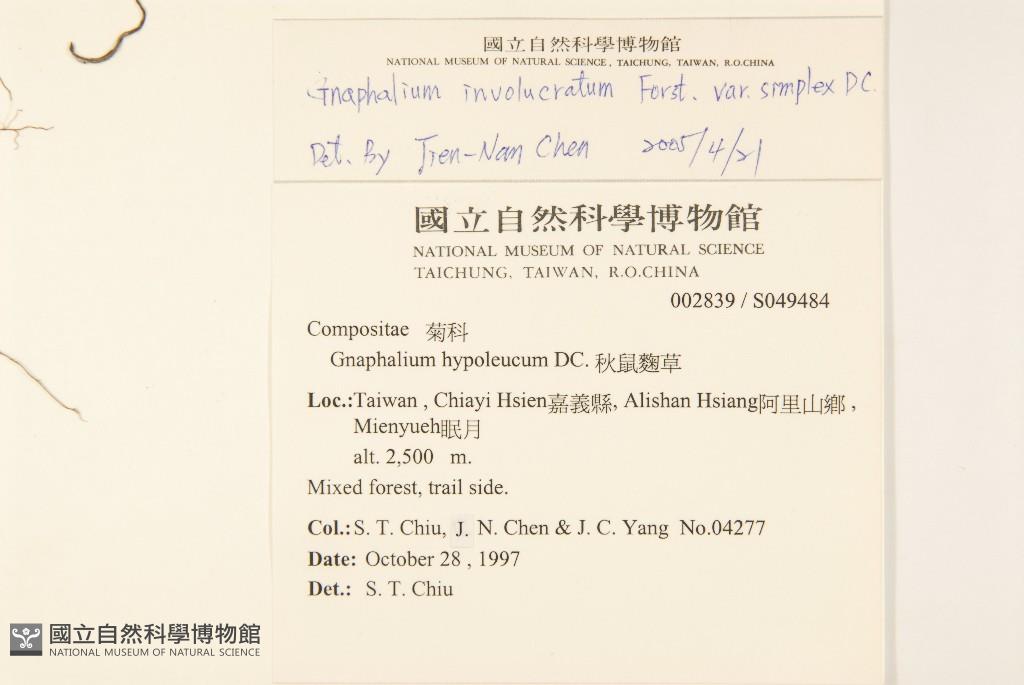 國立自然科學博物館
NATIONAL MUSEUM OF NATURAL SCIENCE, TAICHUNG, TAIWAN, R.O.CHINA
Gnaphalium involucratum Forst. var. simplex DC.
Det. By Jren-Nan Chen 2005/4/21
國立自然科學博物館
NATIONAL MUSEUM OF NATURAL SCIENCE
TAICHUNG, TAIWAN, R.O.CHINA
002839 / S049484
Compositae 菊科
Gnaphalium hypoleucum DC. 秋鼠麴草
Loc.:Taiwan , Chiayi Hsien嘉義縣, Alishan Hsiang阿里山鄉 ,
Mienyueh眠月
alt. 2,500 m.
Mixed forest, trail side.
Col.: S. T. Chiu, J. N. Chen & J. C. Yang No.04277
Date: October 28 , 1997
Det.: S. T. Chiu
國立自然科學博物館
NATIONAL MUSEUM OF NATURAL SCIENCE